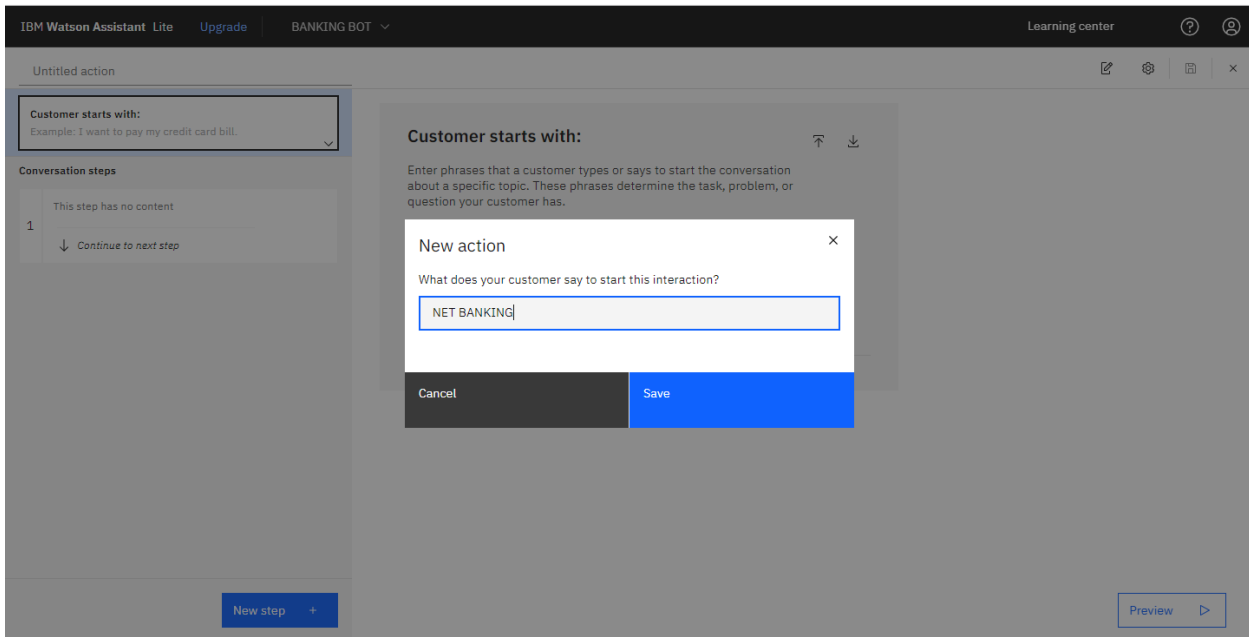 IBM Watson Assistant Lite Upgrade BANKING BOT Learning center
Untitled action
Customer starts with:
Example: I want to pay my credit card bill.
Conversation steps
This step has no content
1
Continue to next step
New step +
Customer starts with:
Enter phrases that a customer types or says to start the conversation
about a specific topic. These phrases determine the task, problem, or
question your customer has.
New action
What does your customer say to start this interaction?
NET BANKING
Cancel Save
Preview